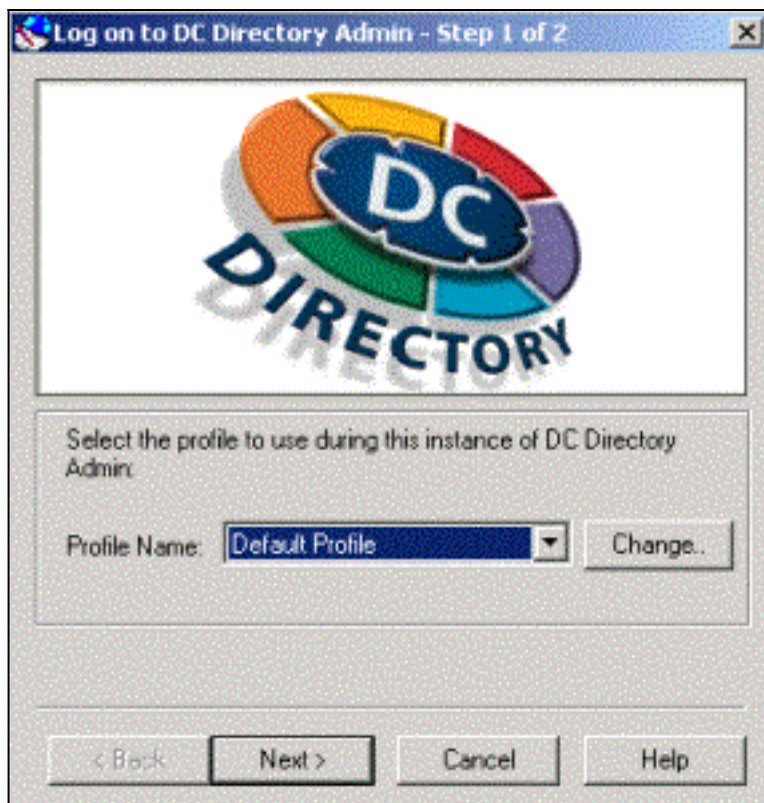 Log on to DC Directory Admin - Step 1 of 2
DC
DIRECTORY
Select the profile to use during this instance of DC Directory
Admin:
Profile Name: Default Profile Change..
< Back Next > Cancel Help